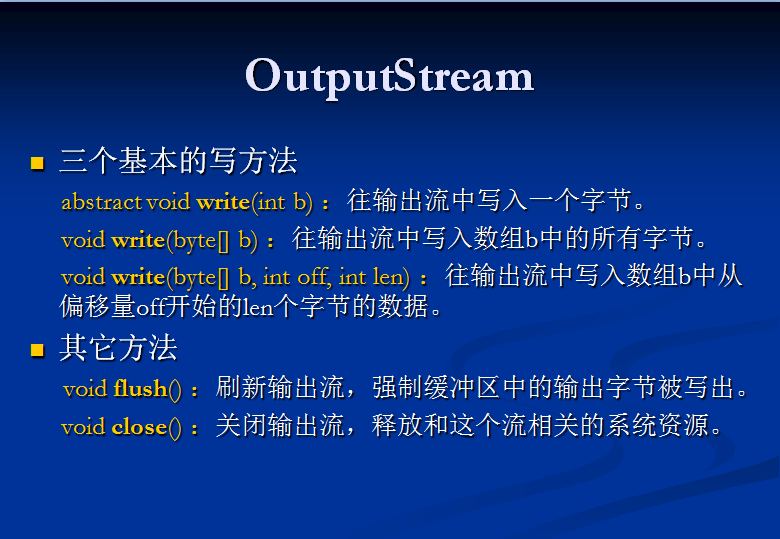 OutputStream
三个基本的写方法
abstract void write(int b) ：往输出流中写入一个字节。
void write(byte[] b) ：往输出流中写入数组b中的所有字节。
void write(byte[] b, int off, int len) ：往输出流中写入数组b中从
偏移量off开始的len个字节的数据。
其它方法
void flush() ：刷新输出流，强制缓冲区中的输出字节被写出。
void close() ：关闭输出流，释放和这个流相关的系统资源。